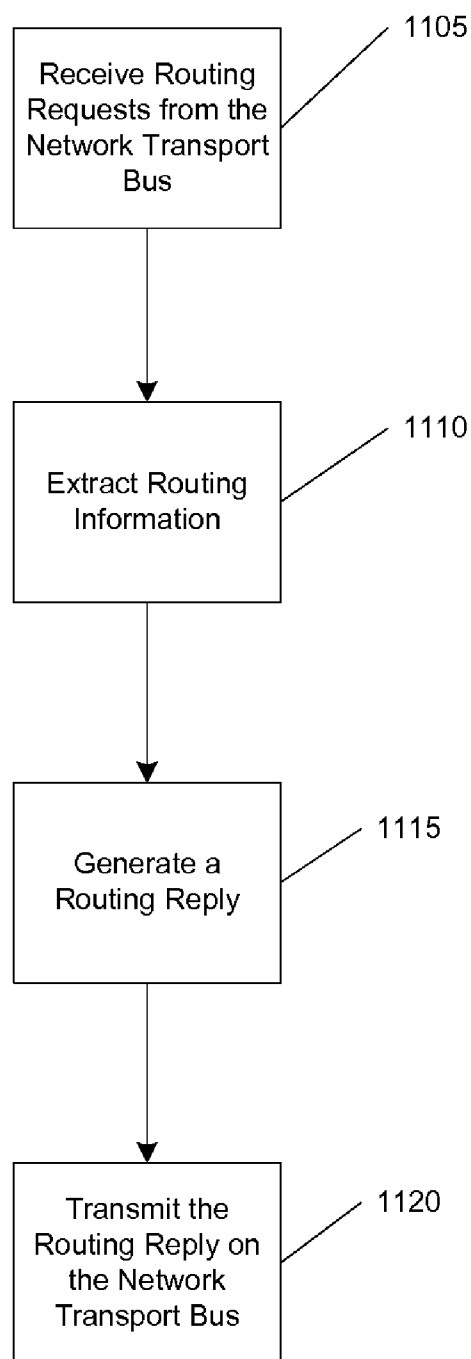 1105
Receive Routing
Requests from the
Network Transport
Bus
1110
Extract Routing
Information
1115
Generate a
Routing Reply
1120
Transmit the
Routing Reply on
the Network
Transport Bus